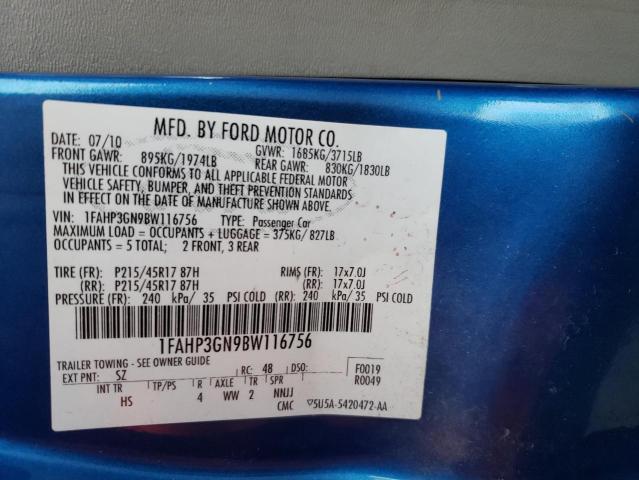 MFD. BY FORD MOTOR CO.
DATE: 07/10 GVWR: 1685KG/3715LB
FRONT GAWR: 895KG/1974LB REAR GAWR: 830KG/1830LB
THIS VEHICLE CONFORMS TO ALL APPLICABLE FEDERAL MOTOR
VEHICLE SAFETY, BUMPER, AND THEFT PREVENTION STANDARDS
IN EFFECT ON THE DATE OF MANUFACTURE SHOWN ABOVE.
VIN: 1FAHP3GN9BW116756 TYPE: Passenger Car
MAXIMUM LOAD = OCCUPANTS + LUGGAGE = 375KG/ 827LB
OCCUPANTS = 5 TOTAL; 2 FRONT, 3 REAR
TIRE (FR): P215/45R17 87H RIMS (FR): 17x7.0J
(RR): P215/45R17 87H (RR): 17x7.0J
PRESSURE (FR): 240 kPa/ 35 PSI COLD (RR): 240 kPa/ 35 PSI COLD
1FAHP3GN9BW116756
TRAILER TOWING - SEE OWNER GUIDE
EXT PNT: SZ RC: 48 DSO: F0019
R0049
INT TR TP/PS R AXLE TR SPR
HS 4 WW 2 NNJJ
CMC ▽5U5A-5420472-AA